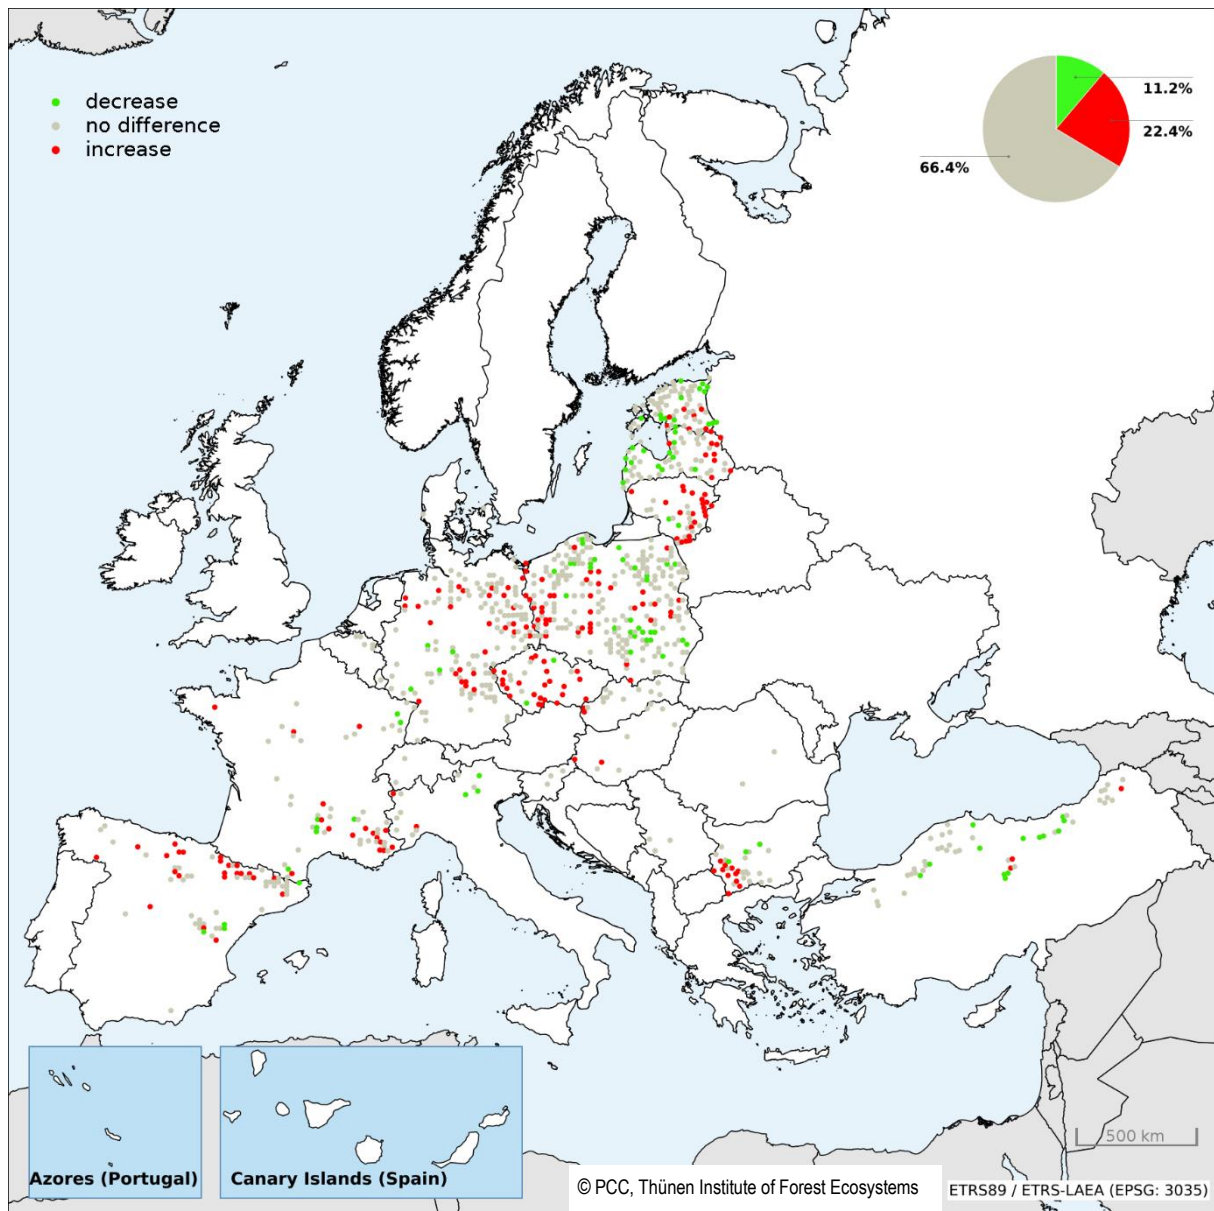 decrease
no difference
increase
11.2%
22.4%
66.4%
500 km
Azores (Portugal)
Canary Islands (Spain)
© PCC, Thünen Institute of Forest Ecosystems
ETRS89 / ETRS-LAEA (EPSG: 3035)